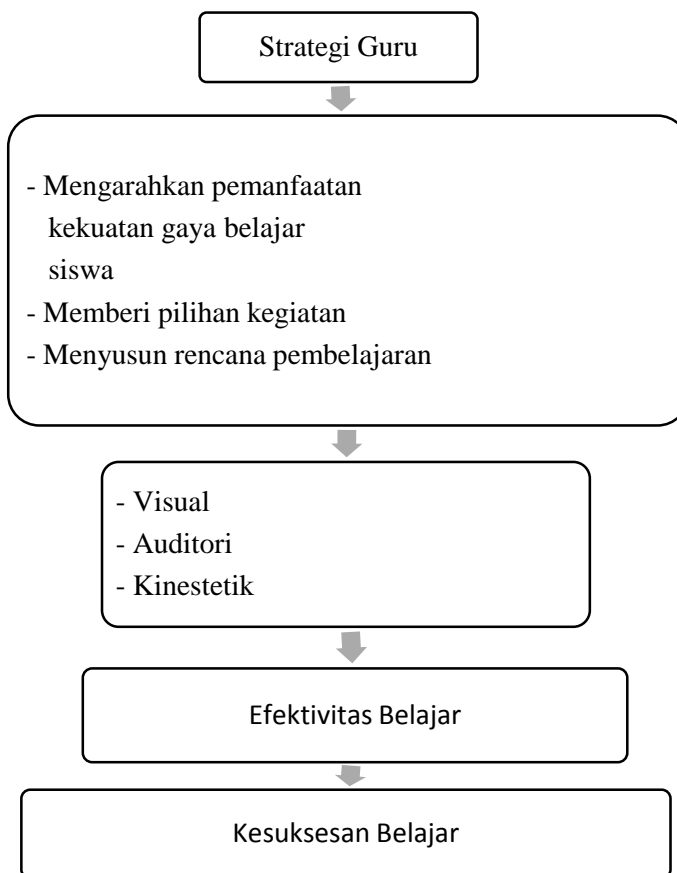 Strategi Guru
- Mengarahkan pemanfaatan
kekuatan gaya belajar
siswa
- Memberi pilihan kegiatan
- Menyusun rencana pembelajaran
- Visual
- Auditori
- Kinestetik
Efektivitas Belajar
Kesuksesan Belajar